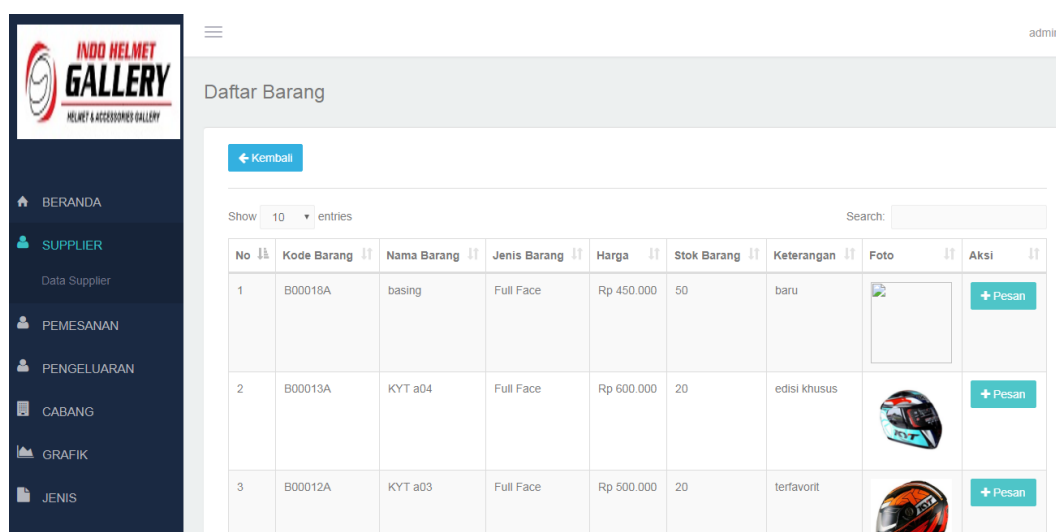 INDO HELMET
GALLERY
HELMET & ACCESSORIES GALLERY
admin
Daftar Barang
Kembali
BERANDA
SUPPLIER
Data Supplier
PEMESANAN
PENGELUARAN
CABANG
GRAFIK
JENIS
Show 10 entries Search:
No Kode Barang Nama Barang Jenis Barang Harga Stok Barang Keterangan Foto Aksi
1 B00018A basing Full Face Rp 450.000 50 baru + Pesan
2 B00013A KYT a04 Full Face Rp 600.000 20 edisi khusus KYT + Pesan
3 B00012A KYT a03 Full Face Rp 500.000 20 terfavorit KYT + Pesan